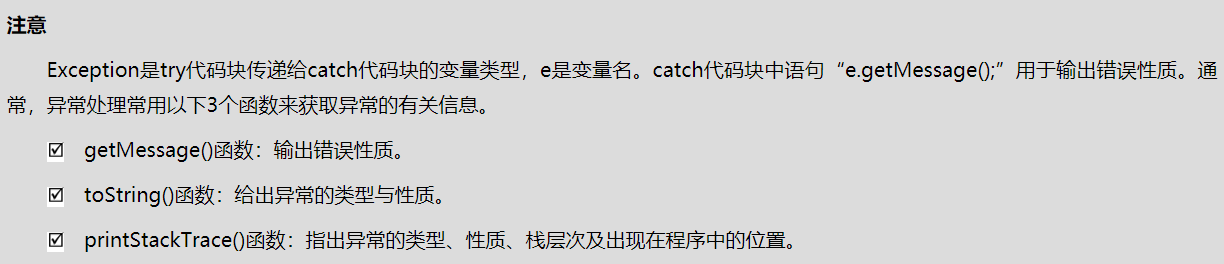 注意
Exception是try代码块传递给catch代码块的变量类型，e是变量名。catch代码块中语句“e.getMessage();”用于输出错误性质。通
常，异常处理常用以下3个函数来获取异常的有关信息。
☑ getMessage()函数：输出错误性质。
☑ toString()函数：给出异常的类型与性质。
☑ printStackTrace()函数：指出异常的类型、性质、栈层次及出现在程序中的位置。